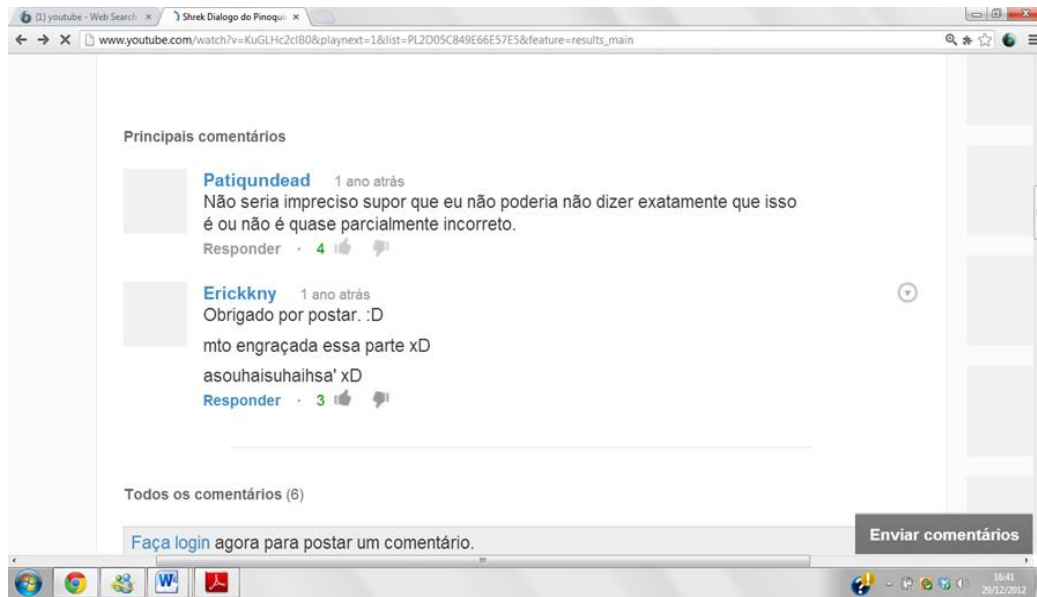 (1) youtube - Web Search
Shrek Dialogo do Pinoqui
www.youtube.com/watch?v=KuGLHc2clB0&playnext=1&list=PL2D05C849E66E57E5&feature=results_main
Principais comentários
Patiqundead 1 ano atrás
Não seria impreciso supor que eu não poderia não dizer exatamente que isso
é ou não é quase parcialmente incorreto.
Responder · 4
Erickkny 1 ano atrás
Obrigado por postar. :D
mto engraçada essa parte xD
asouhaisuhaihsa' xD
Responder · 3
Todos os comentários (6)
Faça login agora para postar um comentário.
Enviar comentários
16:41
29/12/2012